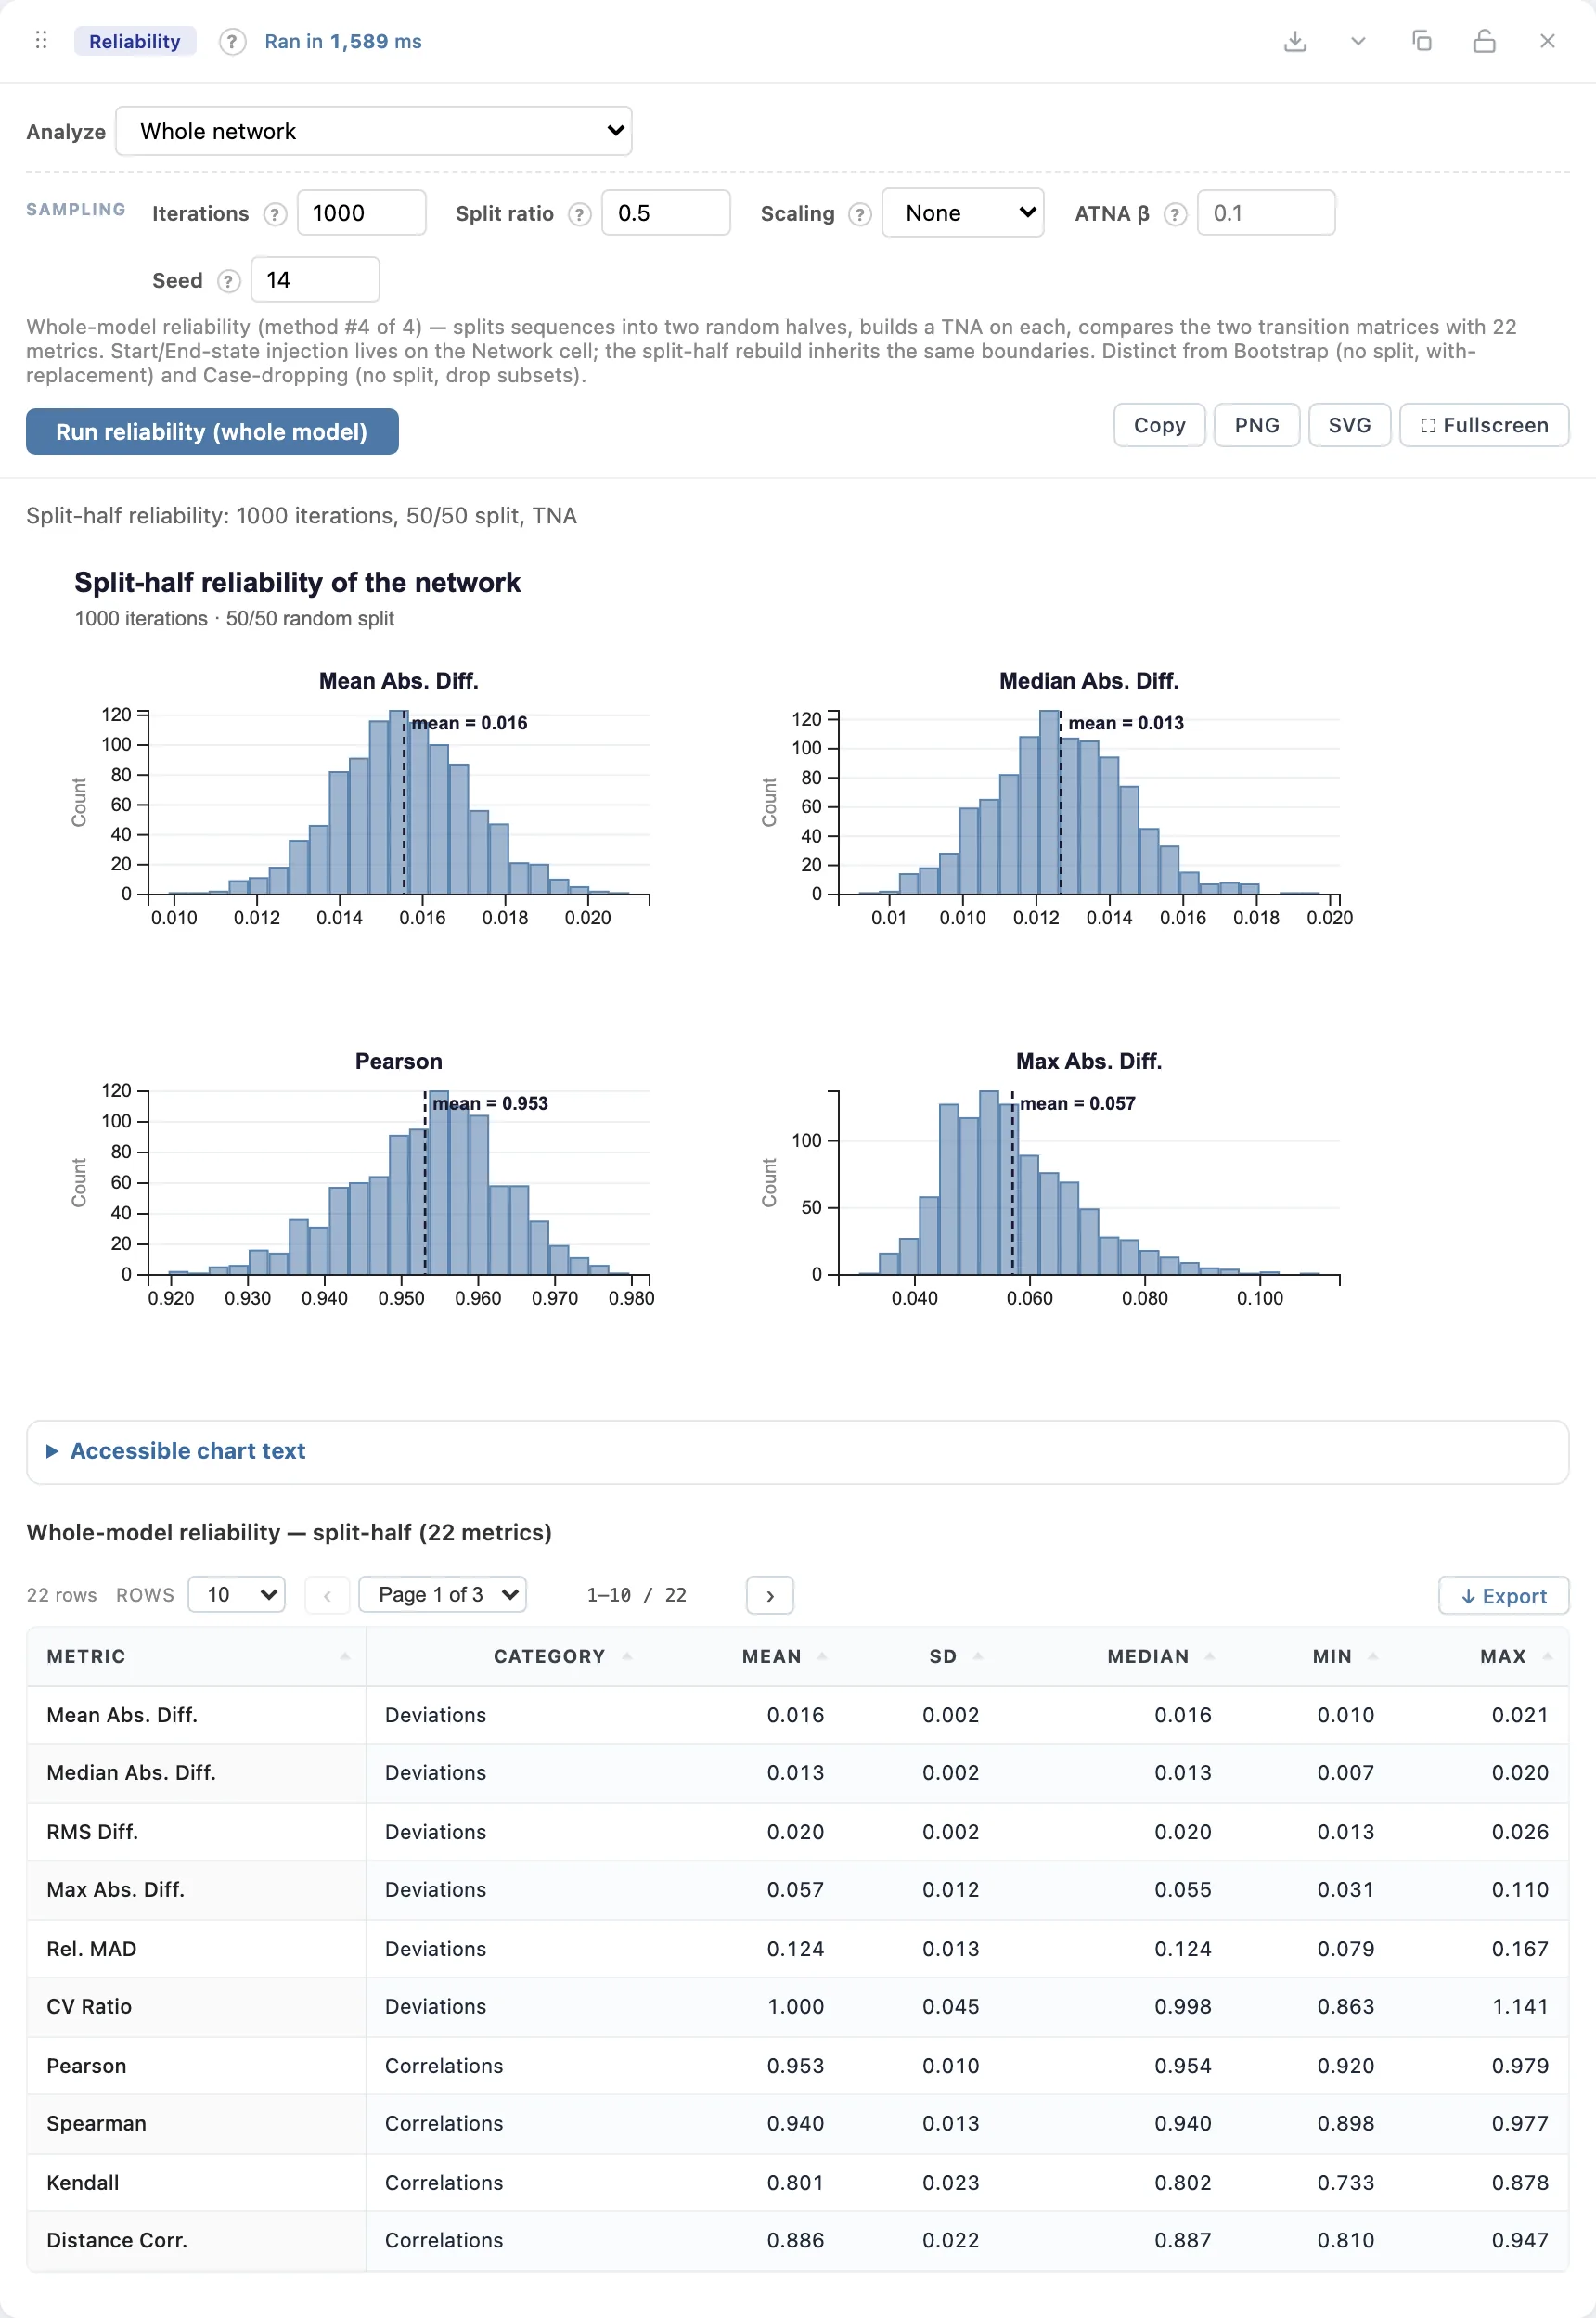 Reliability ? Ran in 1,589 ms
Analyze Whole network
SAMPLING Iterations ? 1000 Split ratio ? 0.5 Scaling ? None ATNA β ? 0.1
Seed ? 14
Whole-model reliability (method #4 of 4) — splits sequences into two random halves, builds a TNA on each, compares the two transition matrices with 22
metrics. Start/End-state injection lives on the Network cell; the split-half rebuild inherits the same boundaries. Distinct from Bootstrap (no split, with-
replacement) and Case-dropping (no split, drop subsets).
Run reliability (whole model) Copy PNG SVG Fullscreen
Split-half reliability: 1000 iterations, 50/50 split, TNA
Split-half reliability of the network
1000 iterations · 50/50 random split
Mean Abs. Diff.
mean = 0.016
Count
120
100
80
60
40
20
0
0.010 0.012 0.014 0.016 0.018 0.020
Median Abs. Diff.
mean = 0.013
Count
120
100
80
60
40
20
0
0.01 0.010 0.012 0.014 0.016 0.018 0.020
Pearson
mean = 0.953
Count
120
100
80
60
40
20
0
0.920 0.930 0.940 0.950 0.960 0.970 0.980
Max Abs. Diff.
mean = 0.057
Count
100
50
0
0.040 0.060 0.080 0.100
Accessible chart text
Whole-model reliability — split-half (22 metrics)
22 rows ROWS 10 ‹ Page 1 of 3 1–10 / 22 › ↓ Export
METRIC CATEGORY MEAN SD MEDIAN MIN MAX
Mean Abs. Diff. Deviations 0.016 0.002 0.016 0.010 0.021
Median Abs. Diff. Deviations 0.013 0.002 0.013 0.007 0.020
RMS Diff. Deviations 0.020 0.002 0.020 0.013 0.026
Max Abs. Diff. Deviations 0.057 0.012 0.055 0.031 0.110
Rel. MAD Deviations 0.124 0.013 0.124 0.079 0.167
CV Ratio Deviations 1.000 0.045 0.998 0.863 1.141
Pearson Correlations 0.953 0.010 0.954 0.920 0.979
Spearman Correlations 0.940 0.013 0.940 0.898 0.977
Kendall Correlations 0.801 0.023 0.802 0.733 0.878
Distance Corr. Correlations 0.886 0.022 0.887 0.810 0.947